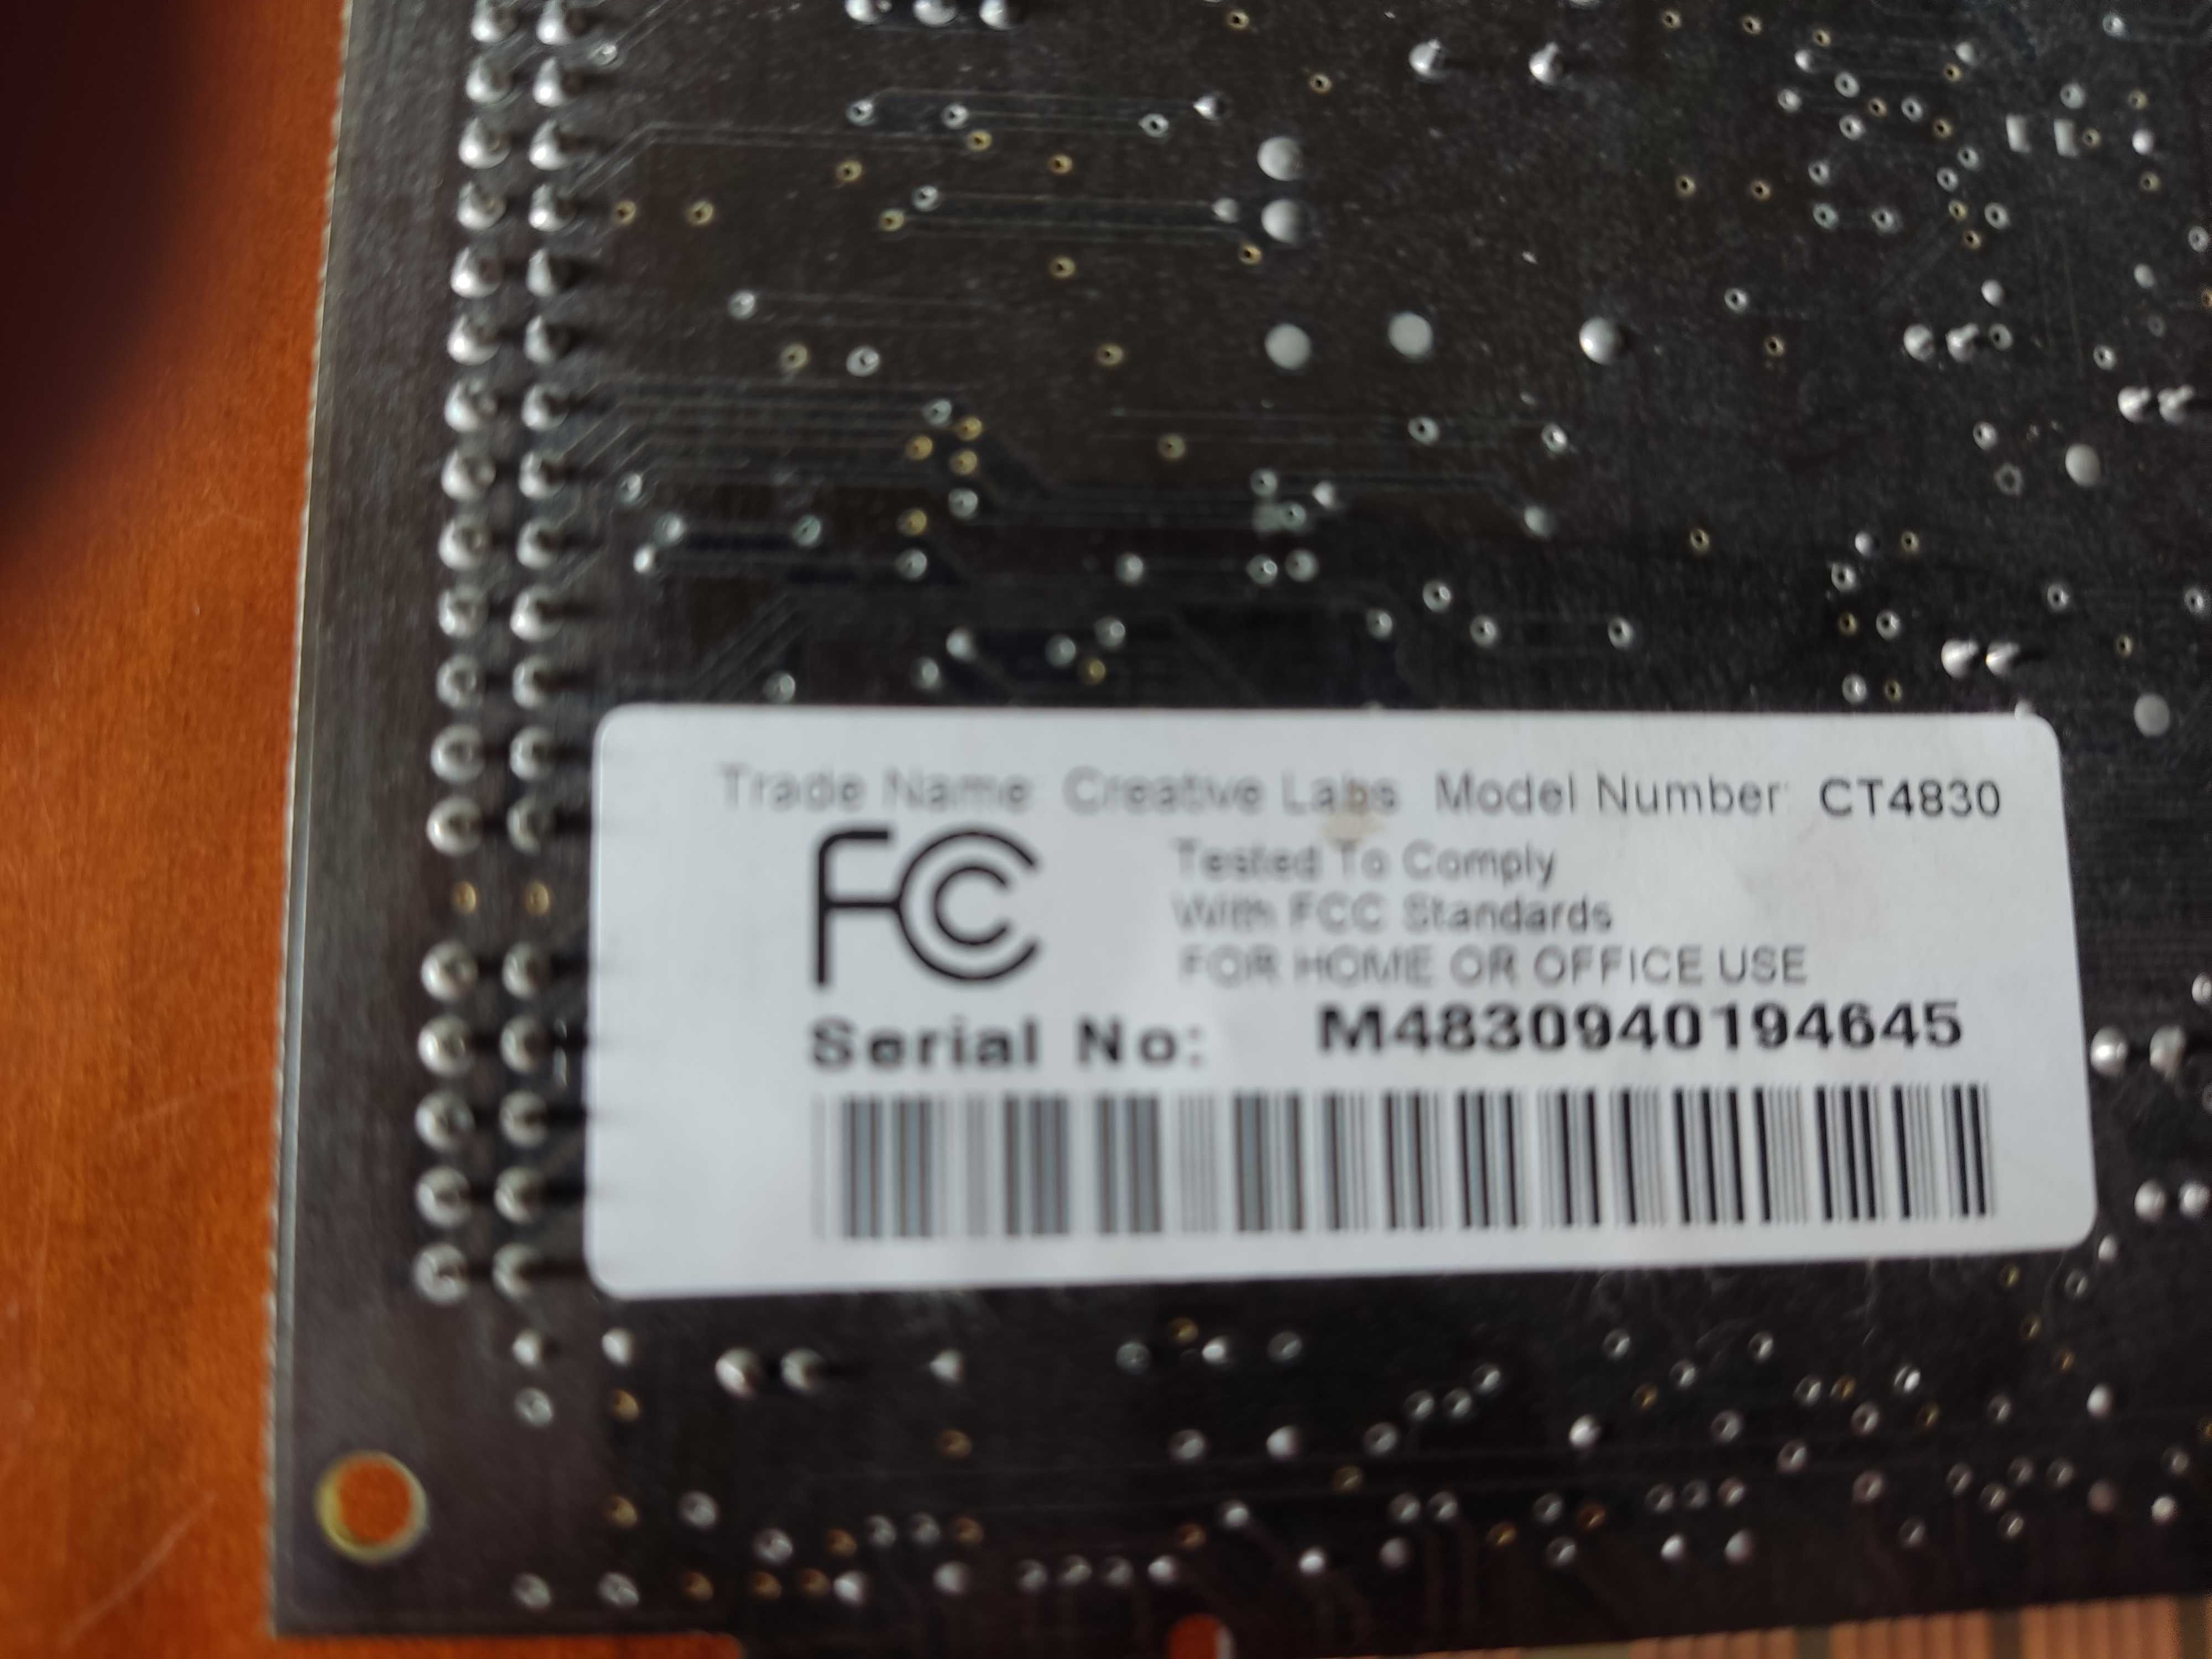 Trade Name Creative Labs Model Number CT4830
FC
Tested To Comply
With FCC Standards
FOR HOME OR OFFICE USE
Serial No: M4830940194645